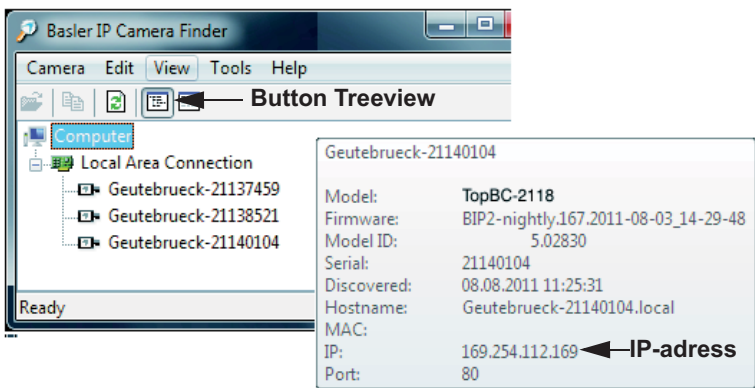 Basler IP Camera Finder
Camera Edit View Tools Help
Button Treeview
Computer
Local Area Connection
Geutebrueck-21137459
Geutebrueck-21138521
Geutebrueck-21140104
Ready
Geutebrueck-21140104
Model: TopBC-2118
Firmware: BIP2-nightly.167.2011-08-03_14-29-48
Model ID: 5.02830
Serial: 21140104
Discovered: 08.08.2011 11:25:31
Hostname: Geutebrueck-21140104.local
MAC:
IP: 169.254.112.169 IP-adress
Port: 80